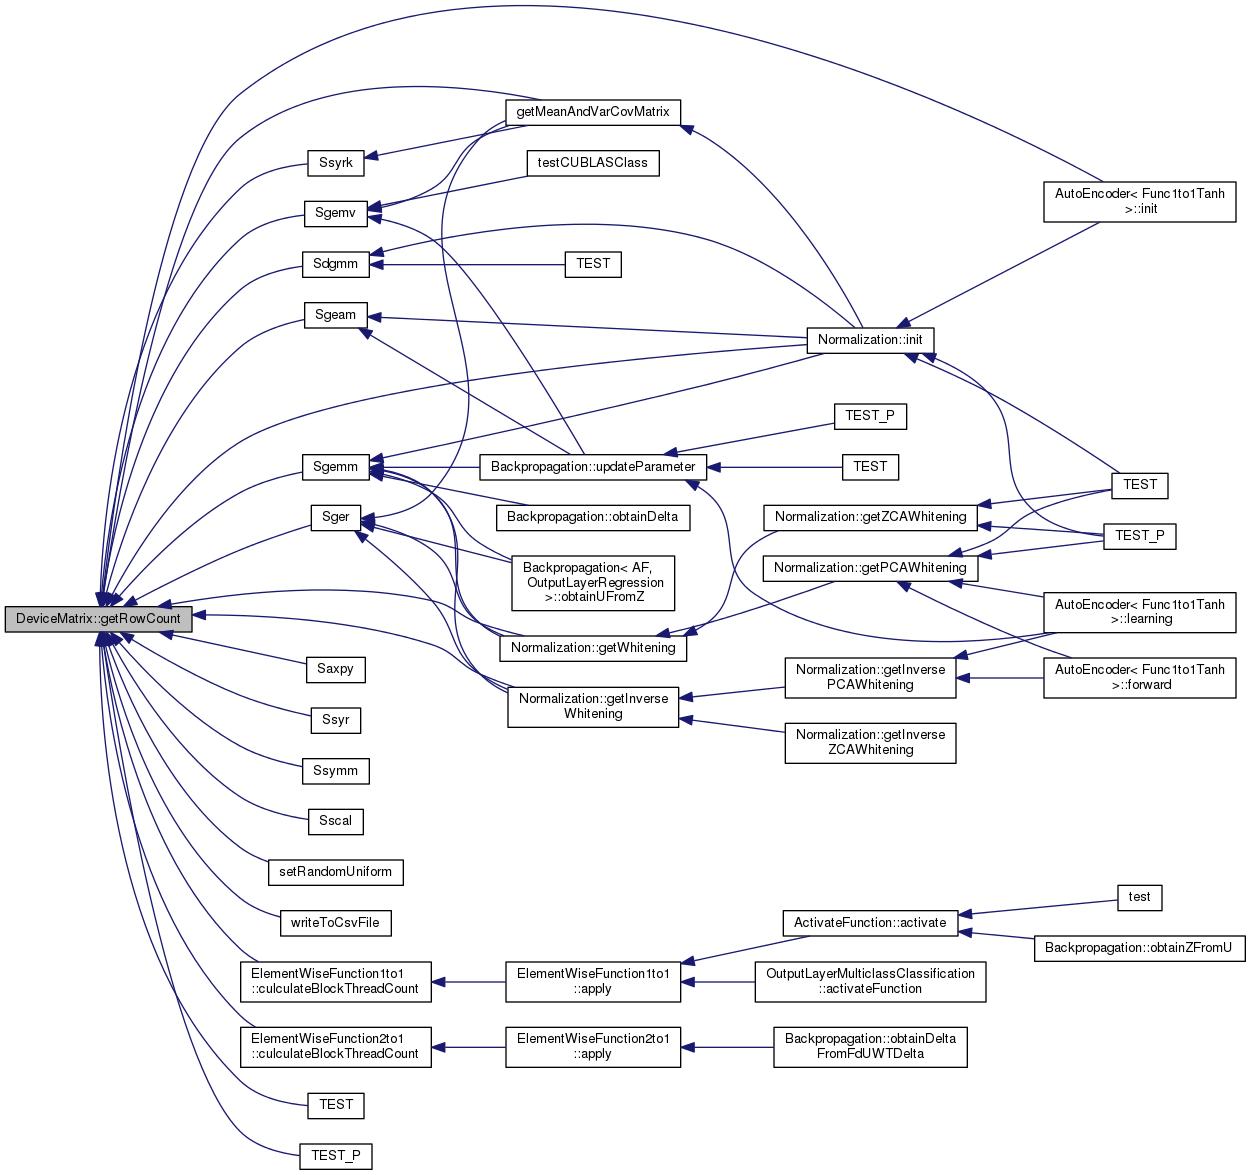 getMeanAndVarCovMatrix
Ssyrk
testCUBLASClass
AutoEncoder< Func1to1Tanh
>::init
Sgemv
Sdgmm
TEST
Sgeam
Normalization::init
TEST_P
Sgemm
Backpropagation::updateParameter
TEST
TEST
Sger
Backpropagation::obtainDelta
Normalization::getZCAWhitening
TEST_P
Backpropagation< AF,
OutputLayerRegression
>::obtainUFromZ
Normalization::getPCAWhitening
DeviceMatrix::getRowCount
AutoEncoder< Func1to1Tanh
>::learning
Normalization::getWhitening
Saxpy
Normalization::getInverse
PCAWhitening
AutoEncoder< Func1to1Tanh
>::forward
Normalization::getInverse
Whitening
Ssyr
Normalization::getInverse
ZCAWhitening
Ssymm
Sscal
setRandomUniform
writeToCsvFile
ActivateFunction::activate
test
Backpropagation::obtainZFromU
ElementWiseFunction1to1
::culculateBlockThreadCount
ElementWiseFunction1to1
::apply
OutputLayerMulticlassClassification
::activateFunction
ElementWiseFunction2to1
::culculateBlockThreadCount
ElementWiseFunction2to1
::apply
Backpropagation::obtainDelta
FromFdUWTDelta
TEST
TEST_P